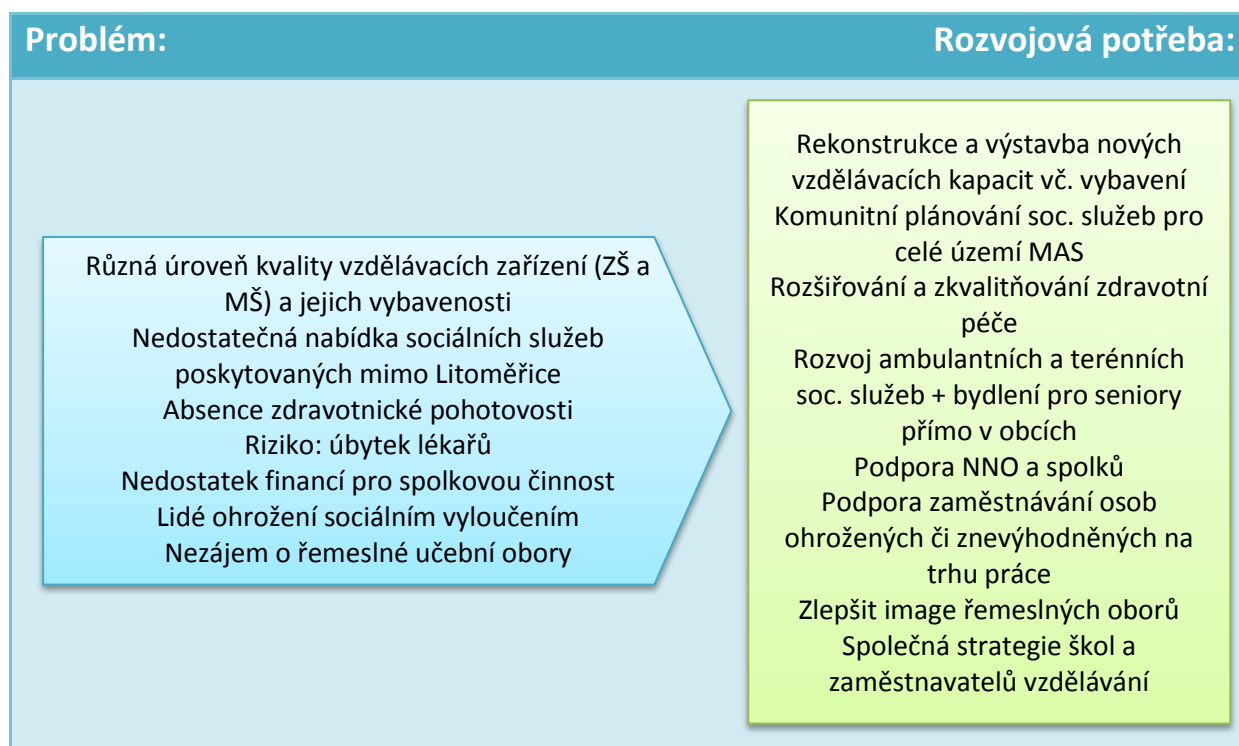 Problém:
Rozvojová potřeba:
Různá úroveň kvality vzdělávacích zařízení (ZŠ a
MŠ) a jejich vybavenosti
Nedostatečná nabídka sociálních služeb
poskytovaných mimo Litoměřice
Absence zdravotnické pohotovosti
Riziko: úbytek lékařů
Nedostatek financí pro spolkovou činnost
Lidé ohrožení sociálním vyloučením
Nezájem o řemeslné učební obory
Rekonstrukce a výstavba nových
vzdělávacích kapacit vč. vybavení
Komunitní plánování soc. služeb pro
celé území MAS
Rozšiřování a zkvalitňování zdravotní
péče
Rozvoj ambulantních a terénních
soc. služeb + bydlení pro seniory
přímo v obcích
Podpora NNO a spolků
Podpora zaměstnávání osob
ohrožených či znevýhodněných na
trhu práce
Zlepšit image řemeslných oborů
Společná strategie škol a
zaměstnavatelů vzdělávání